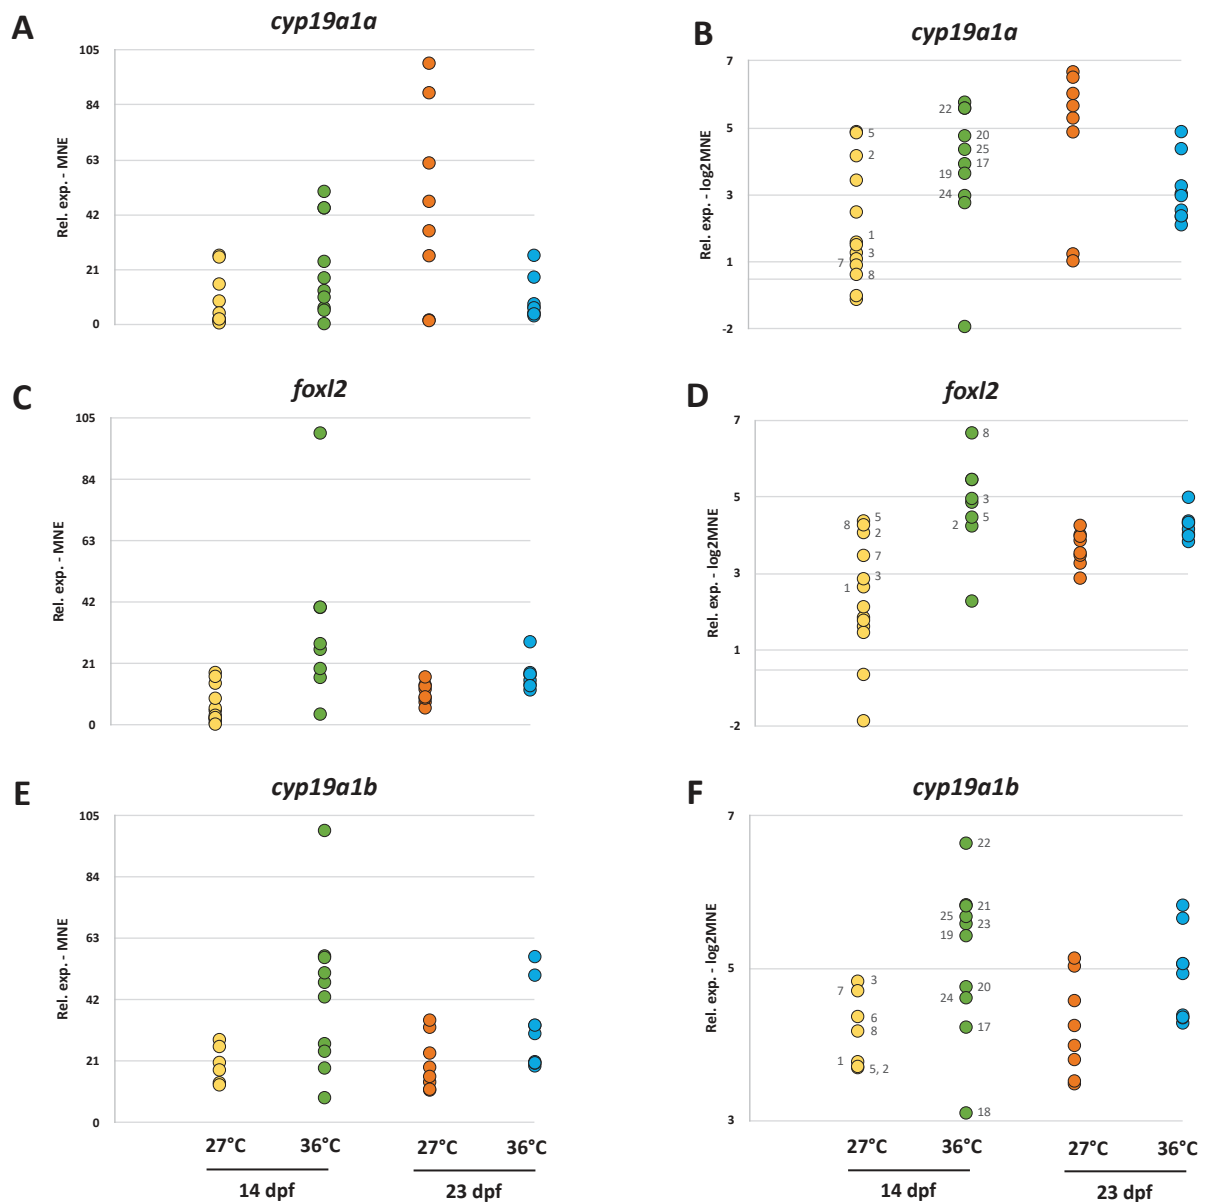 A
cyp19a1a
Rel. exp. - MNE
105
84
63
42
21
0
B
cyp19a1a
Rel. exp. - log2MNE
7
5
3
1
-2
5
2
1
3
7
8
22
20
25
17
19
24
C
foxl2
Rel. exp. - MNE
105
84
63
42
21
0
D
foxl2
Rel. exp. - log2MNE
7
5
3
1
-2
5
8
2
7
3
1
8
3
5
2
E
cyp19a1b
Rel. exp. - MNE
105
84
63
42
21
0
27°C
36°C
27°C
36°C
14 dpf
23 dpf
F
cyp19a1b
Rel. exp. - log2MNE
7
5
3
3
7
6
8
1
5, 2
22
21
25
23
19
20
24
17
18
27°C
36°C
27°C
36°C
14 dpf
23 dpf